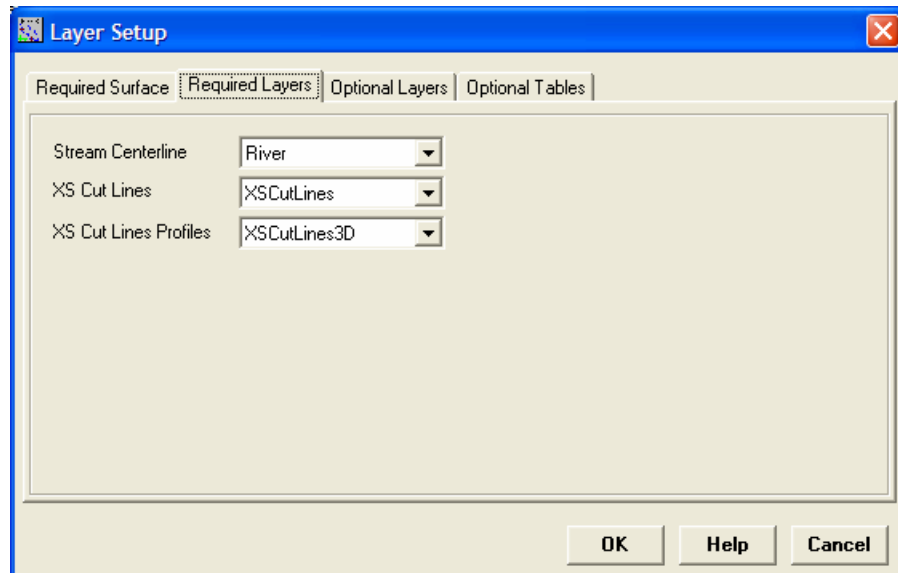 Layer Setup
Required Surface Required Layers Optional Layers Optional Tables
Stream Centerline River
XS Cut Lines XSCutLines
XS Cut Lines Profiles XSCutLines3D
OK Help Cancel